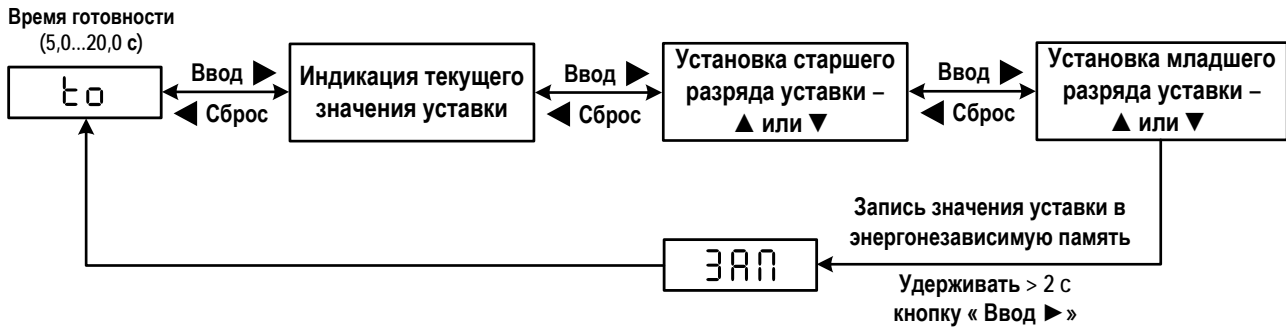 Время готовности
(5,0...20,0 с)
to
Ввод ►
◄ Сброс
Индикация текущего
значения уставки
Ввод ►
◄ Сброс
Установка старшего
разряда уставки –
▲ или ▼
Ввод ►
◄ Сброс
Установка младшего
разряда уставки –
▲ или ▼
Запись значения уставки в
энергонезависимую память
ЗАП
Удерживать > 2 с
кнопку « Ввод ► »